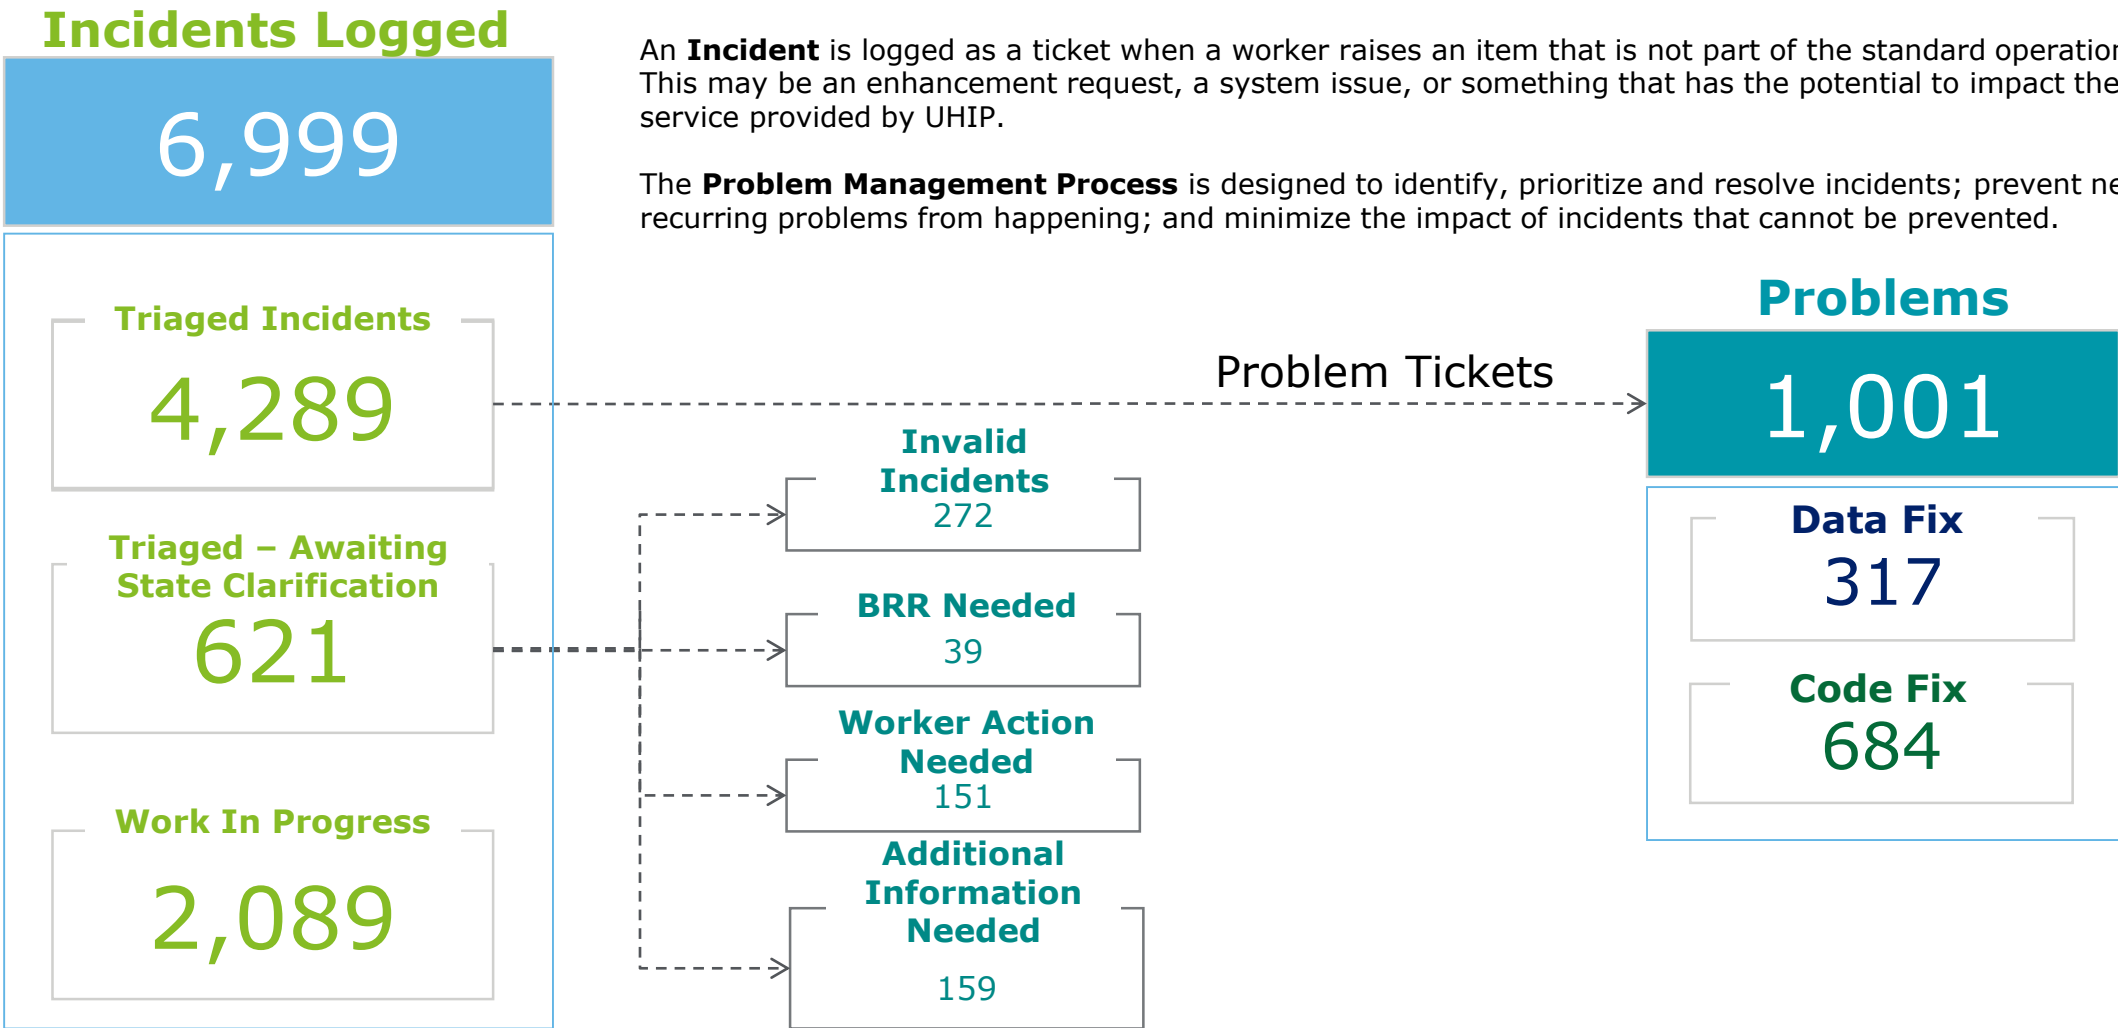 Incidents Logged
6,999
An Incident is logged as a ticket when a worker raises an item that is not part of the standard operation
This may be an enhancement request, a system issue, or something that has the potential to impact the
service provided by UHIP.
The Problem Management Process is designed to identify, prioritize and resolve incidents; prevent
recurring problems from happening; and minimize the impact of incidents that cannot be prevented.
Triaged Incidents
4,289
Triaged – Awaiting
State Clarification
621
Work In Progress
2,089
Problem Tickets
Invalid
Incidents
272
BRR Needed
39
Worker Action
Needed
151
Additional
Information
Needed
159
Problems
1,001
Data Fix
317
Code Fix
684